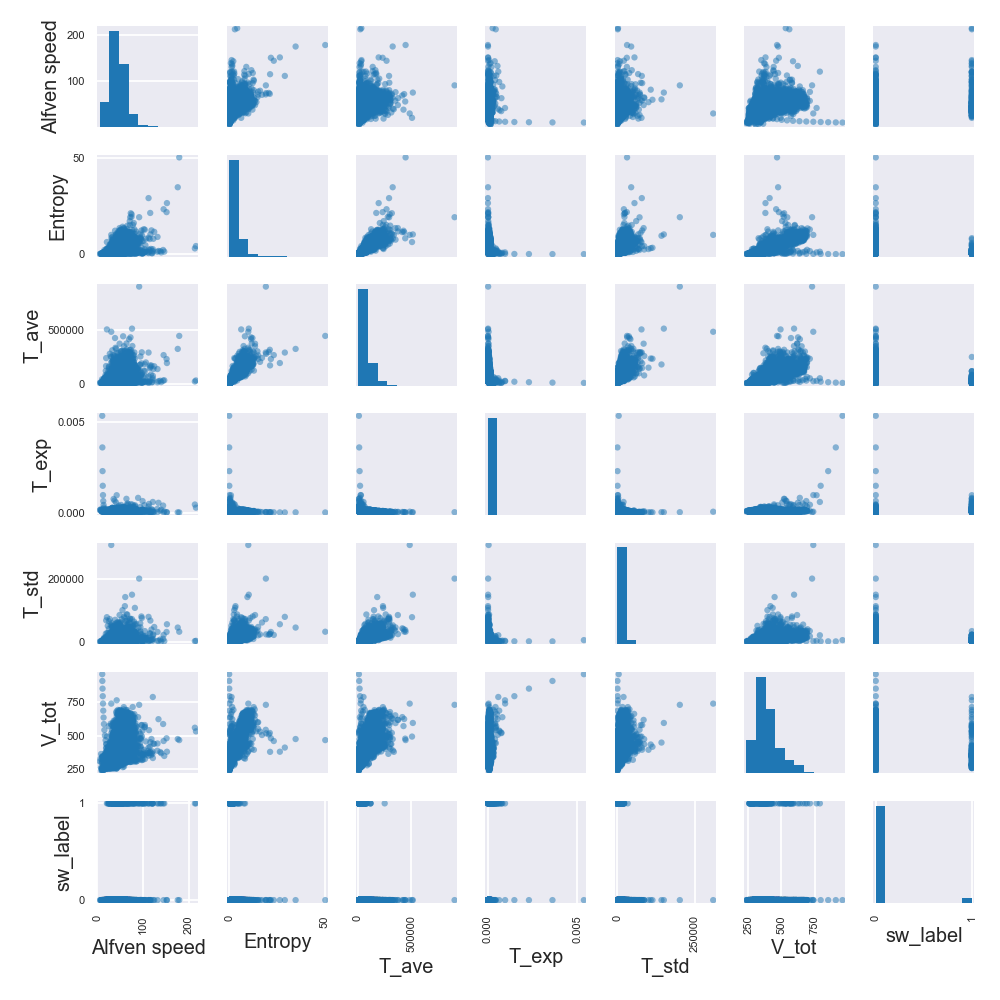 Alfven speed
200
100
Entropy
50
0
T_ave
500000
0
T_exp
0.005
0.000
T_std
200000
0
V_tot
750
500
250
sw_label
1
0
0 100 0 50 0 500000 0.000 0.005 0 250000 250 500 750 0 1
Alfven speed Entropy T_ave T_exp T_std V_tot sw_label